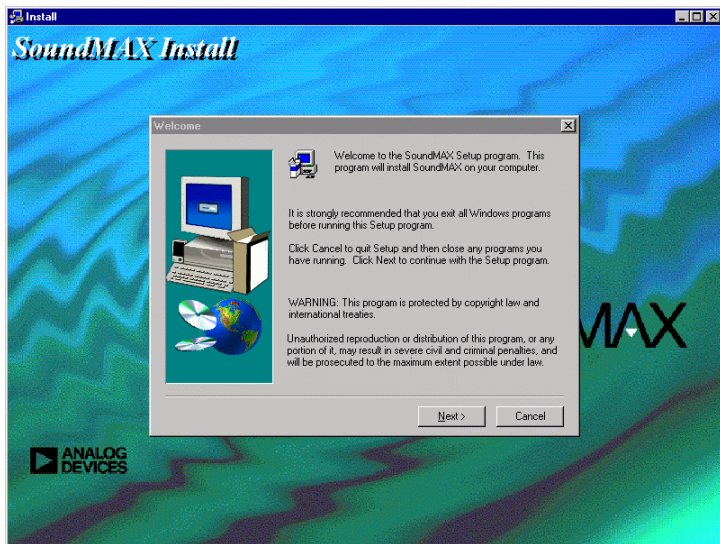 Install
SoundMAX Install
Welcome
Welcome to the SoundMAX Setup program. This
program will install SoundMAX on your computer.
It is strongly recommended that you exit all Windows programs
before running this Setup program.
Click Cancel to quit Setup and then close any programs you
have running. Click Next to continue with the Setup program.
WARNING: This program is protected by copyright law and
international treaties.
Unauthorized reproduction or distribution of this program, or any
portion of it, may result in severe civil and criminal penalties, and
will be prosecuted to the maximum extent possible under law.
MAX
Next >
Cancel
ANALOG
DEVICES